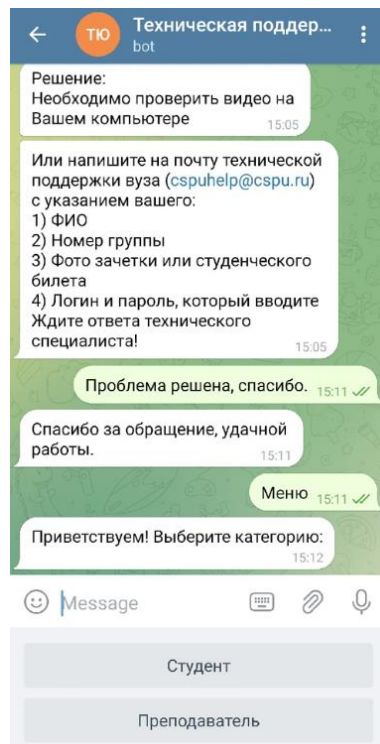 ТЮ
Техническая поддер...
bot
Решение:
Необходимо проверить видео на
Вашем компьютере
15:05
Или напишите на почту технической
поддержки вуза (cspuhelp@cspu.ru)
с указанием вашего:
1) ФИО
2) Номер группы
3) Фото зачетки или студенческого
билета
4) Логин и пароль, который вводите
Ждите ответа технического
специалиста!
15:05
Проблема решена, спасибо. 15:11
Спасибо за обращение, удачной
работы.
15:11
Меню 15:11
Приветствуем! Выберите категорию:
15:12
Message
Студент
Преподаватель